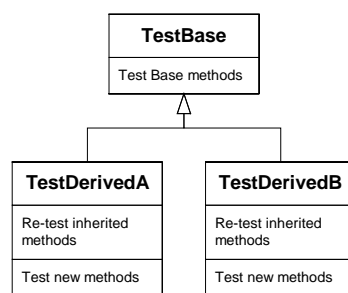 TestBase
Test Base methods
TestDerivedA
Re-test inherited
methods
Test new methods
TestDerivedB
Re-test inherited
methods
Test new methods